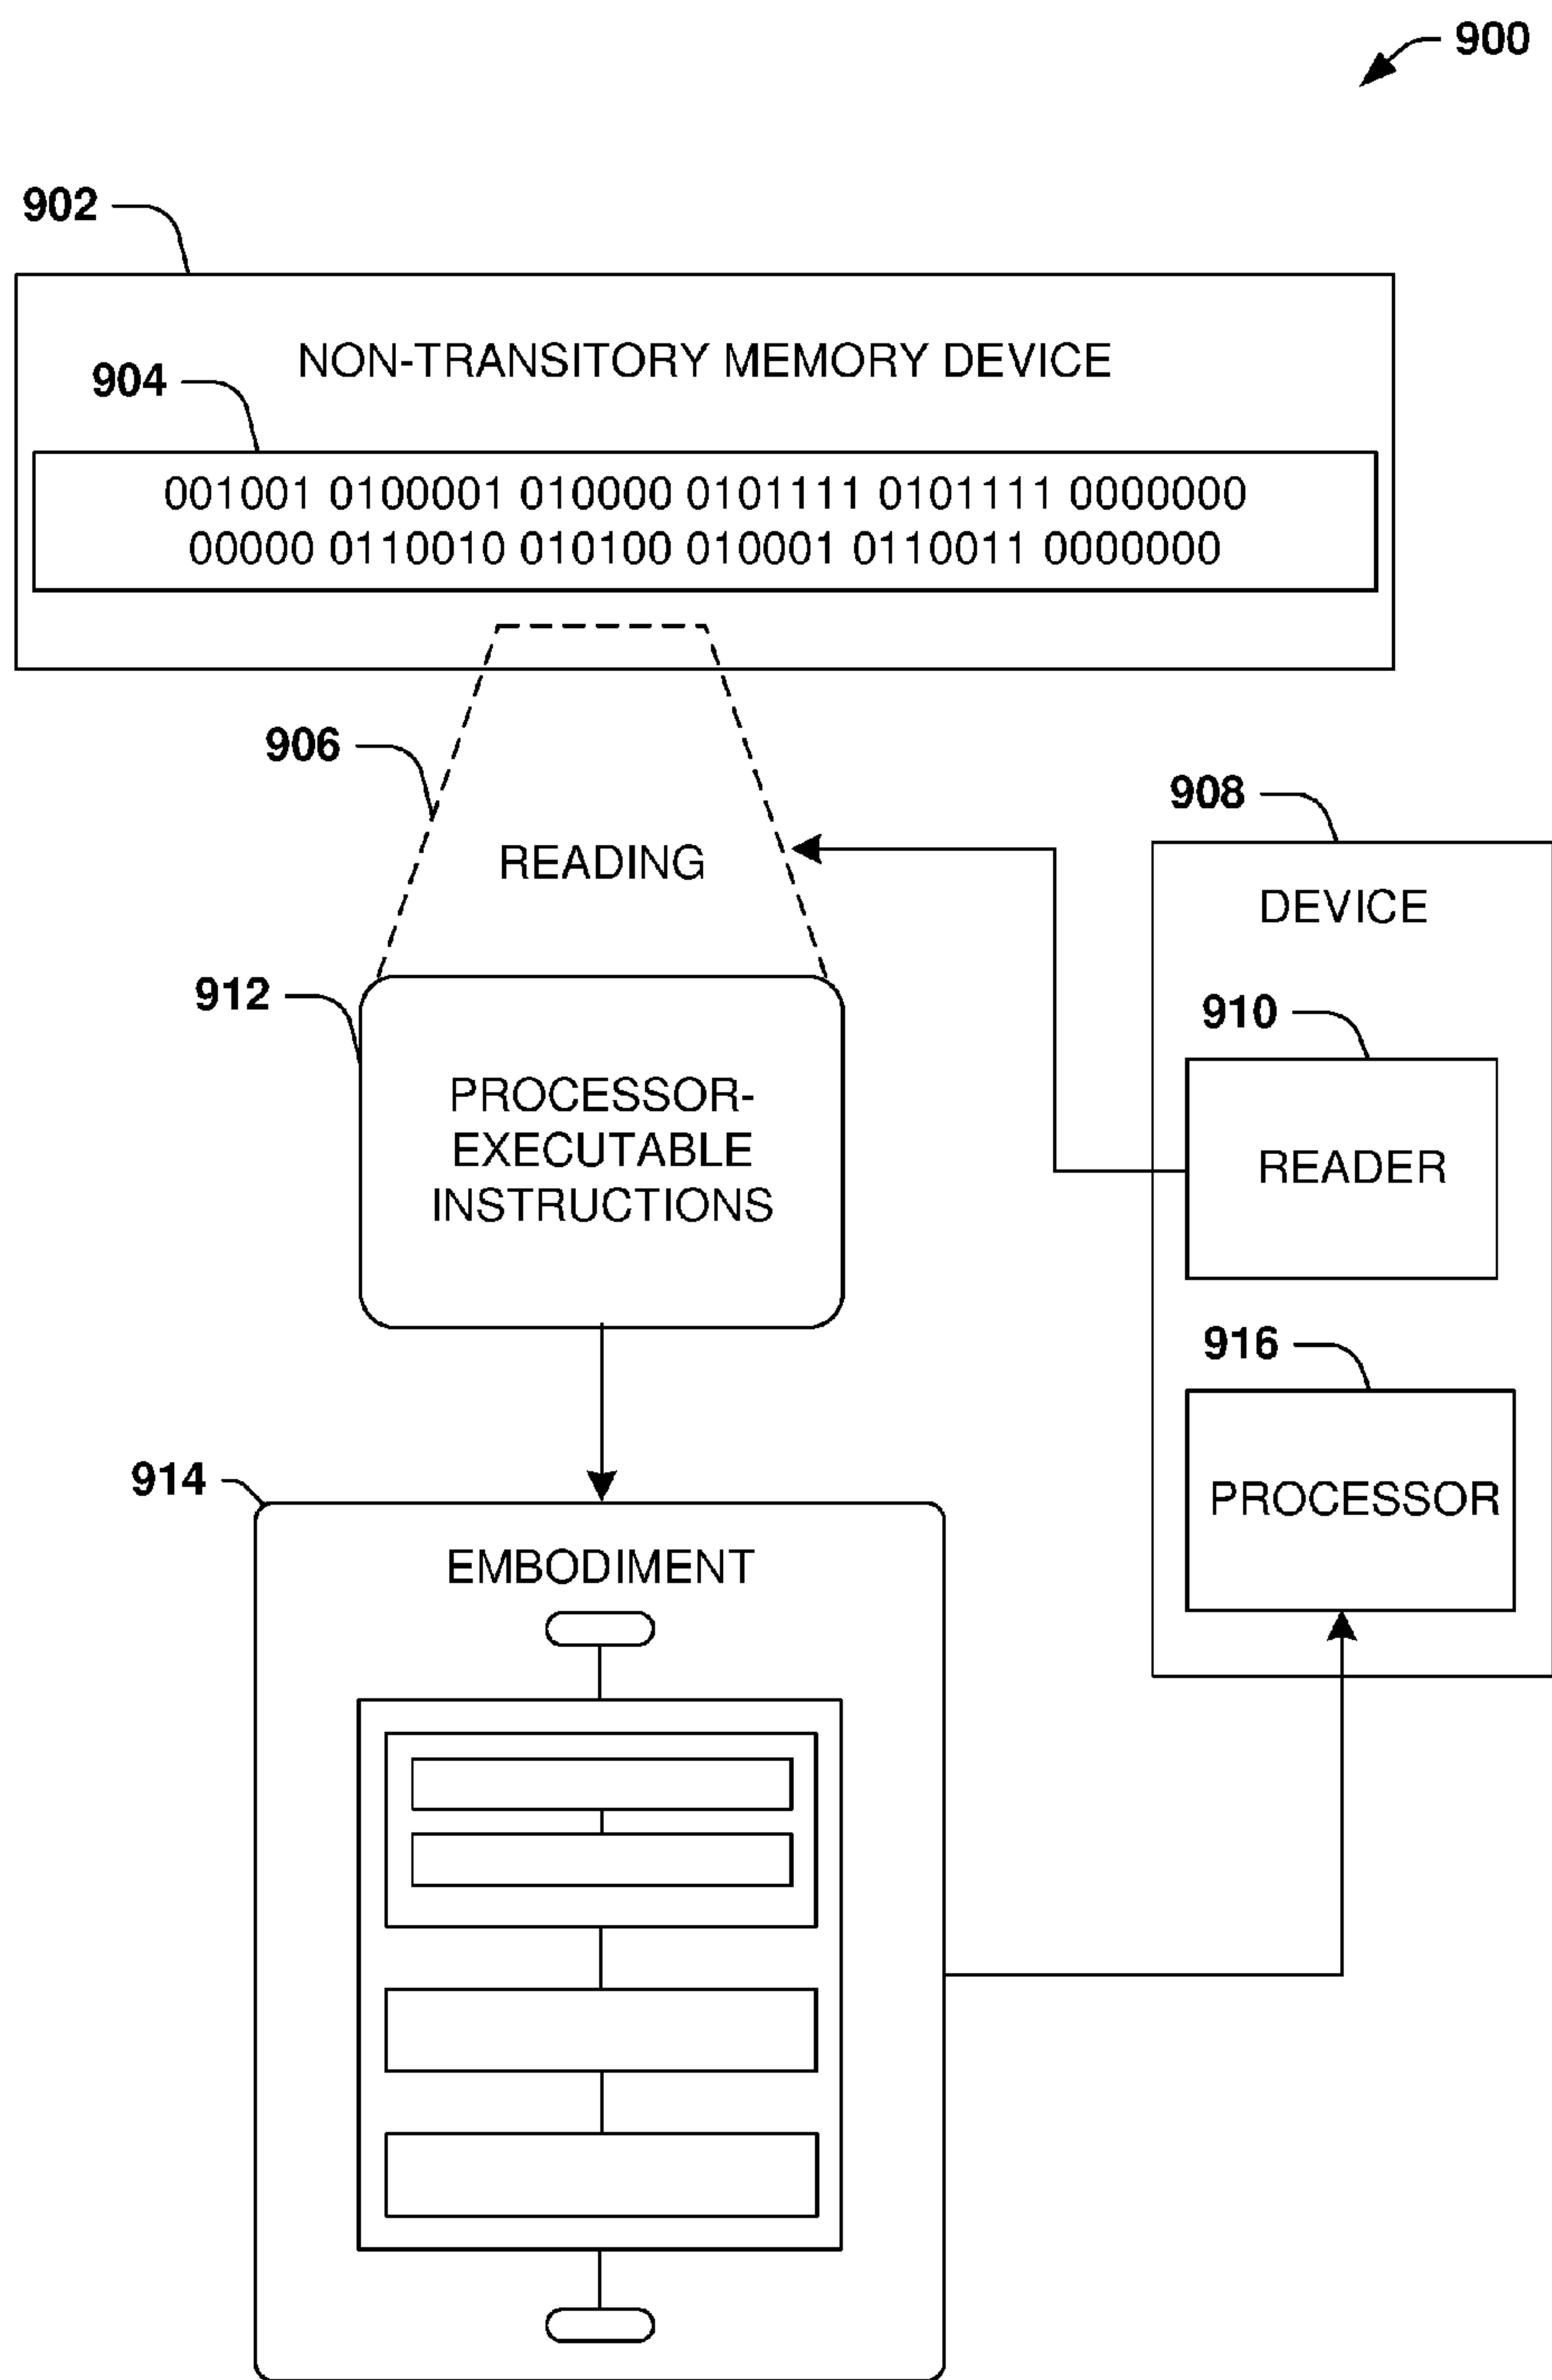 900
902
NON-TRANSITORY MEMORY DEVICE
904
001001 0100001 010000 0101111 0101111 0000000
00000 0110010 010100 010001 0110011 0000000
906
READING
908
DEVICE
912
910
PROCESSOR-
EXECUTABLE
INSTRUCTIONS
READER
916
PROCESSOR
914
EMBODIMENT